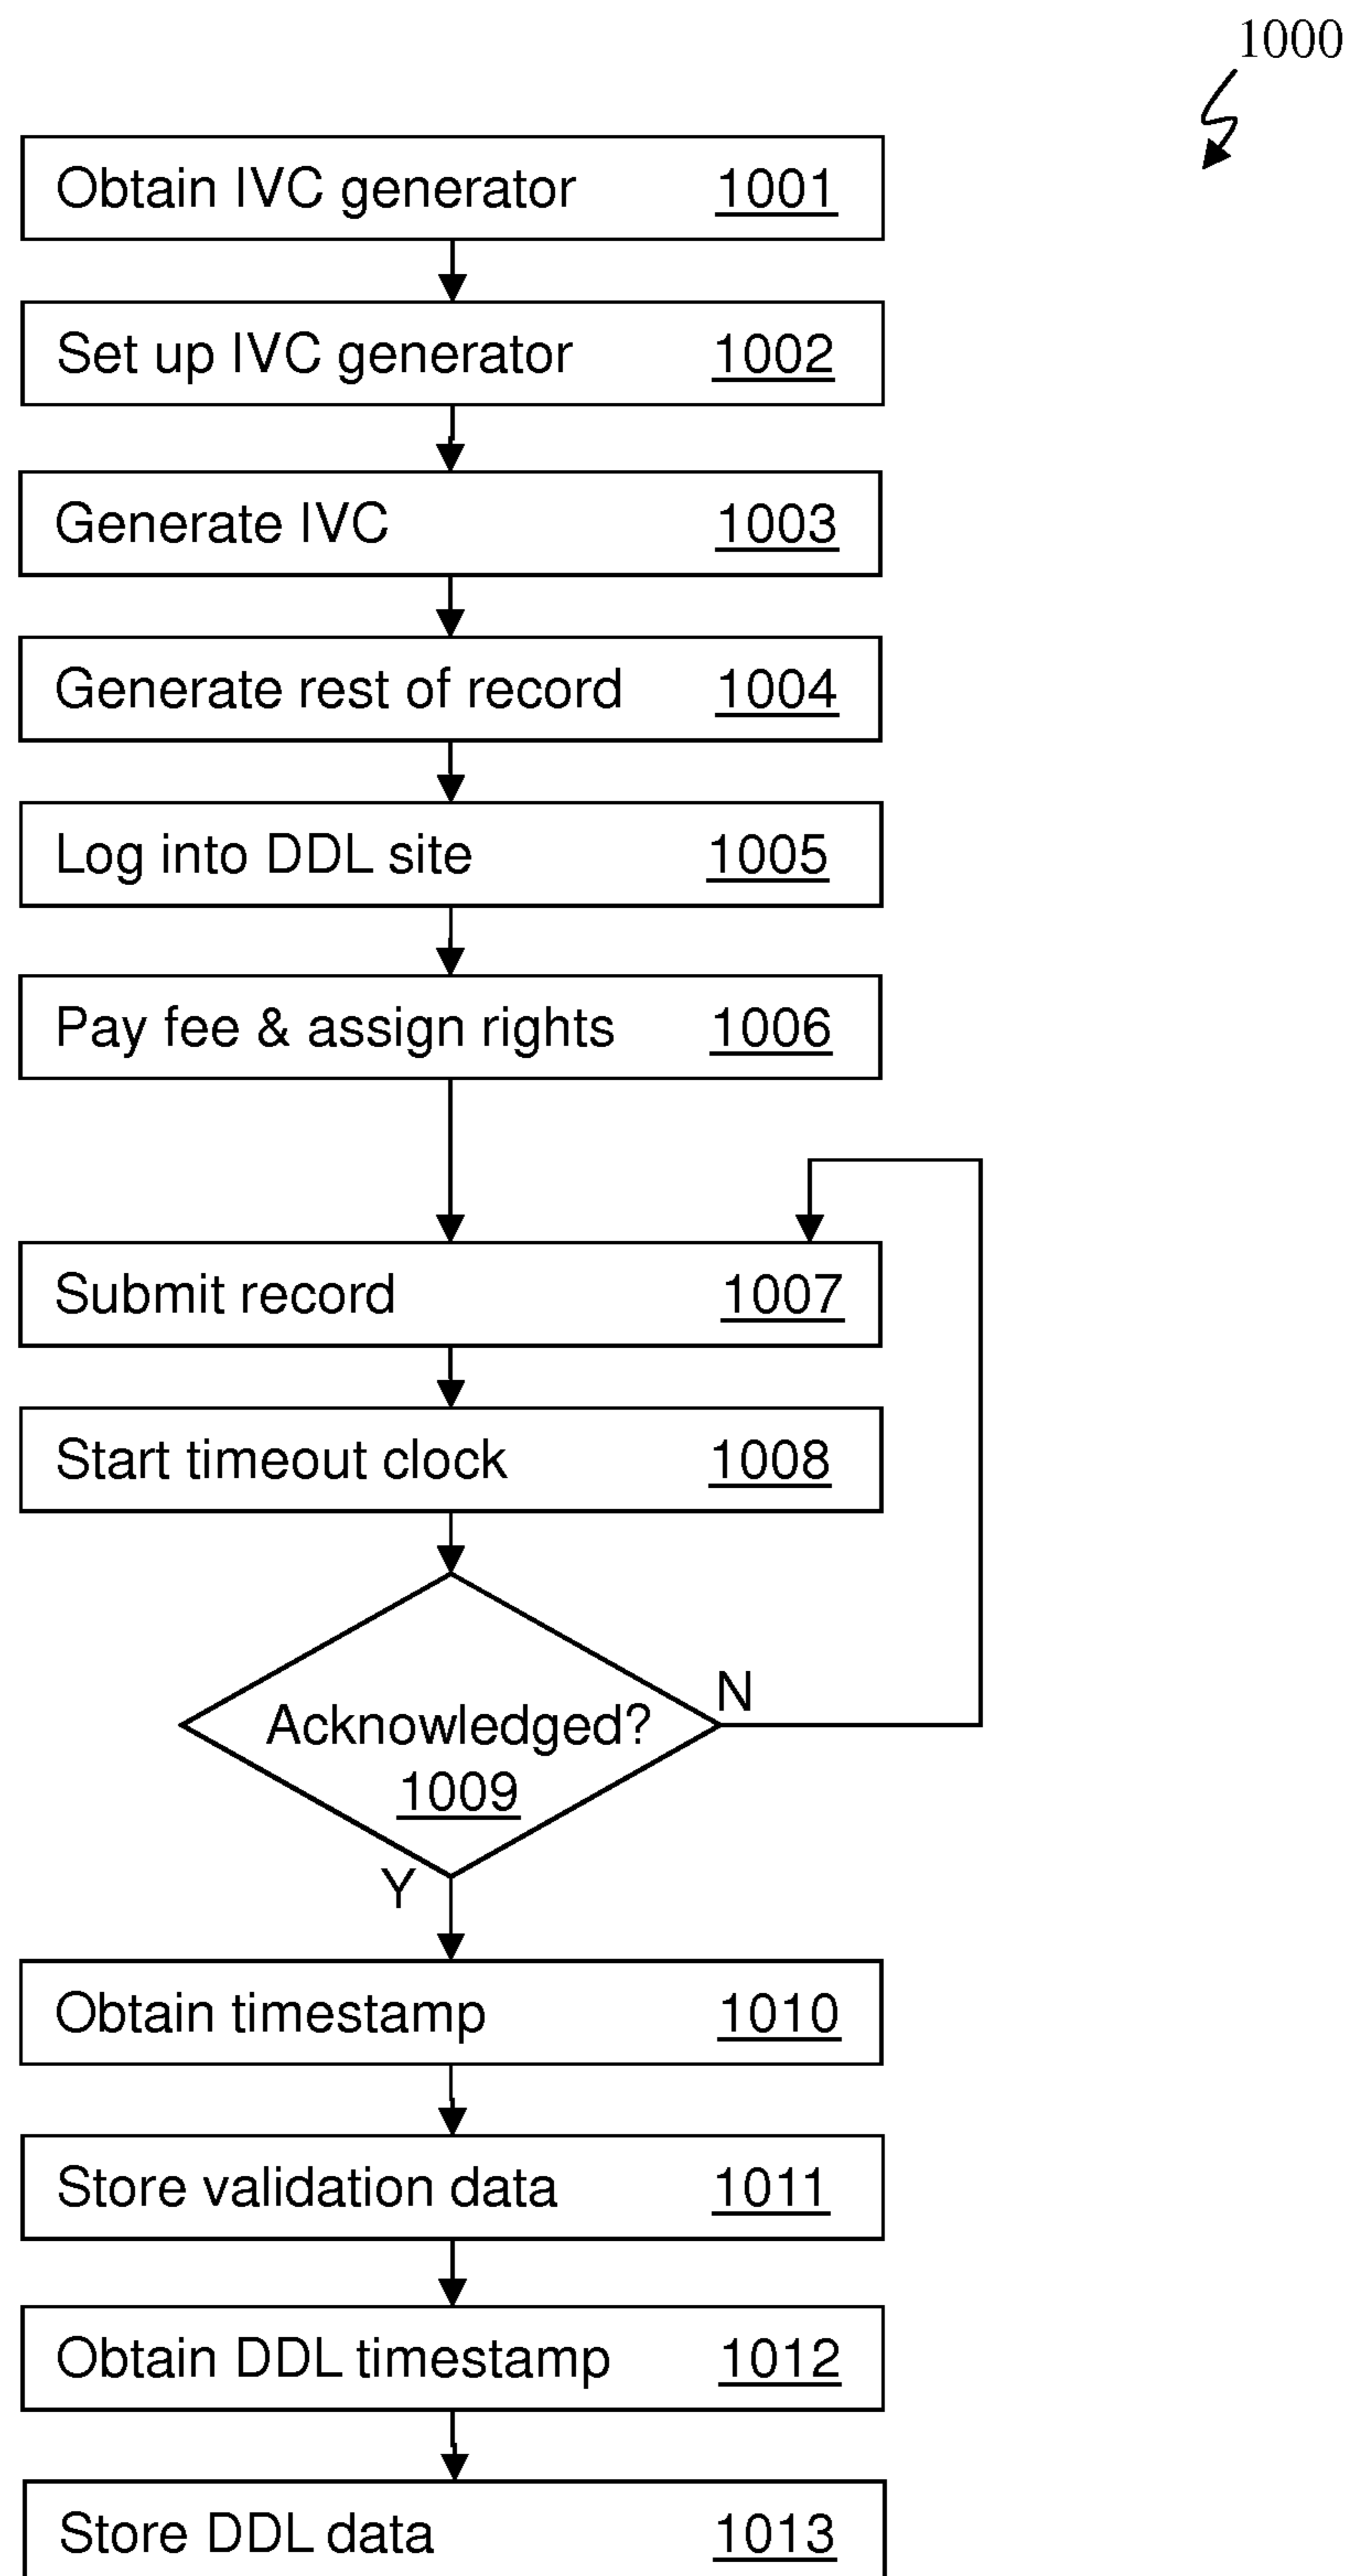 1000
Obtain IVC generator 1001
Set up IVC generator 1002
Generate IVC 1003
Generate rest of record 1004
Log into DDL site 1005
Pay fee & assign rights 1006
Submit record 1007
Start timeout clock 1008
N
Acknowledged?
1009
Y
Obtain timestamp 1010
Store validation data 1011
Obtain DDL timestamp 1012
Store DDL data 1013